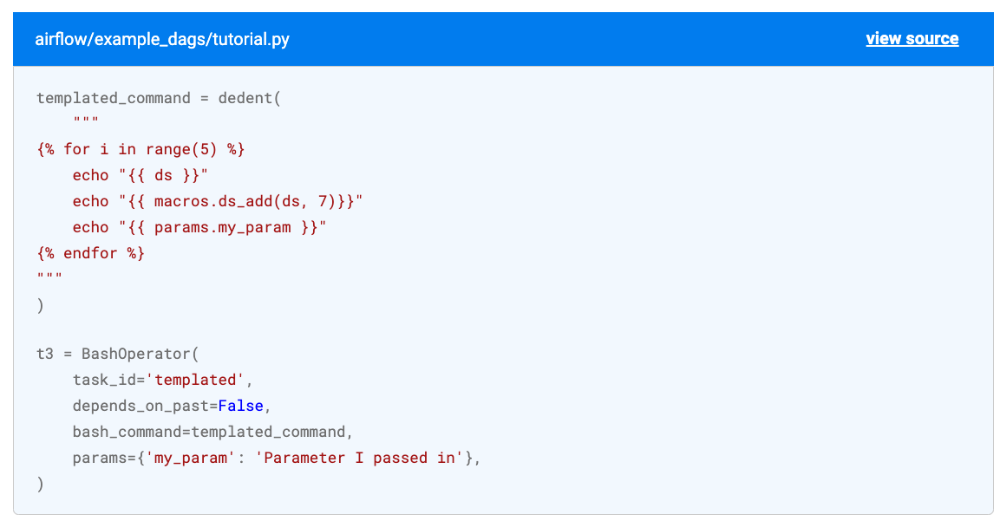 airflow/example_dags/tutorial.py
view source
templated_command = dedent(
    """
{% for i in range(5) %}
    echo "{{ ds }}"
    echo "{{ macros.ds_add(ds, 7)}}"
    echo "{{ params.my_param }}"
{% endfor %}
"""
)

t3 = BashOperator(
    task_id='templated',
    depends_on_past=False,
    bash_command=templated_command,
    params={'my_param': 'Parameter I passed in'},
)